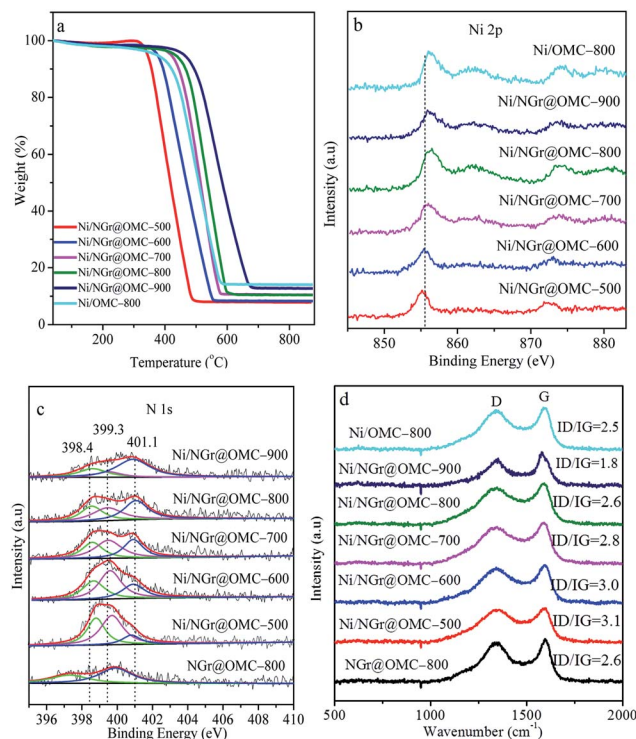 a
100
80
60
40
20
0
Weight (%)
Ni/NGr@OMC–500
Ni/NGr@OMC–600
Ni/NGr@OMC–700
Ni/NGr@OMC–800
Ni/NGr@OMC–900
Ni/OMC–800
200 400 600 800
Temperature (°C)
b
Ni 2p
Ni/OMC–800
Ni/NGr@OMC–900
Ni/NGr@OMC–800
Ni/NGr@OMC–700
Ni/NGr@OMC–600
Ni/NGr@OMC–500
Intensity (a.u)
850 860 870 880
Binding Energy (eV)
c
N 1s
399.3
398.4 401.1
Ni/NGr@OMC–900
Ni/NGr@OMC–800
Ni/NGr@OMC–700
Ni/NGr@OMC–600
Ni/NGr@OMC–500
NGr@OMC–800
Intensity (a.u)
396 398 400 402 404 406 408 410
Binding Energy (eV)
d
D G
Ni/OMC–800 ID/IG=2.5
Ni/NGr@OMC–900 ID/IG=1.8
Ni/NGr@OMC–800 ID/IG=2.6
Ni/NGr@OMC–700 ID/IG=2.8
Ni/NGr@OMC–600 ID/IG=3.0
Ni/NGr@OMC–500 ID/IG=3.1
NGr@OMC–800 ID/IG=2.6
Intensity (a.u)
500 1000 1500 2000
Wavenumber (cm⁻¹)